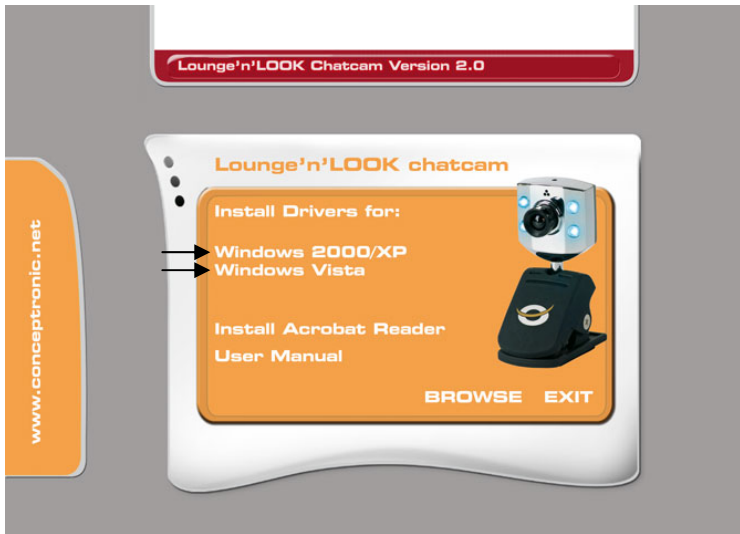 Lounge'n'LOOK Chatcam Version 2.0
Lounge'n'LOOK chatcam
Install Drivers for:
Windows 2000/XP
Windows Vista
Install Acrobat Reader
User Manual
BROWSE EXIT
www.conceptronic.net